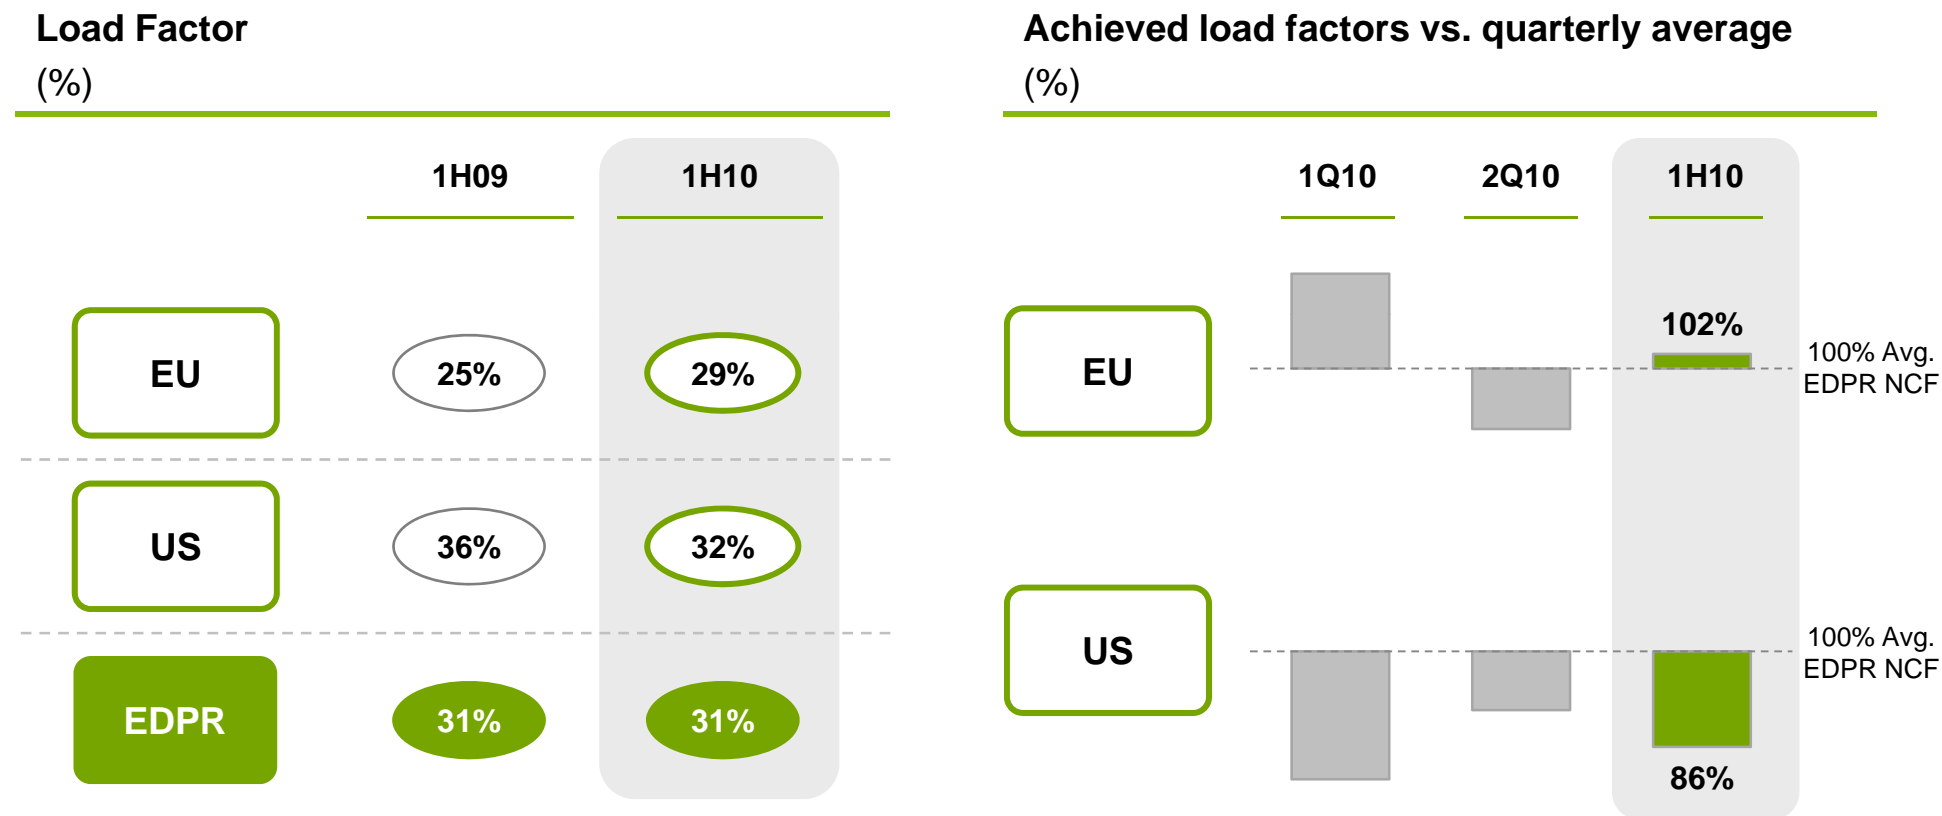 Load Factor
(%)
1H09 1H10
EU 25% 29%
US 36% 32%
EDPR 31% 31%
Achieved load factors vs. quarterly average
(%)
1Q10 2Q10 1H10
EU
102%
100% Avg.
EDPR NCF
US
100% Avg.
EDPR NCF
86%